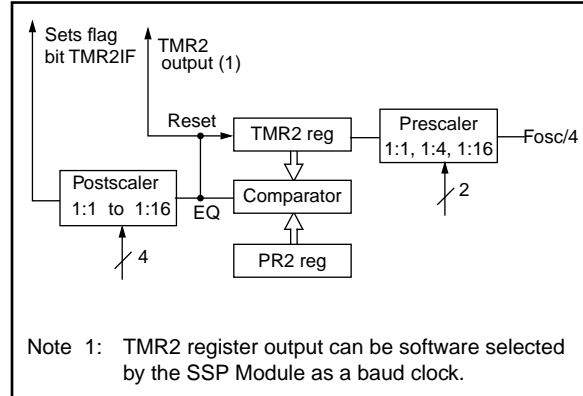 Sets flag
bit TMR2IF
TMR2
output (1)
Reset
TMR2 reg
Prescaler
1:1, 1:4, 1:16
Fosc/4
2
Postscaler
1:1 to 1:16
EQ
Comparator
4
PR2 reg
Note 1: TMR2 register output can be software selected
by the SSP Module as a baud clock.